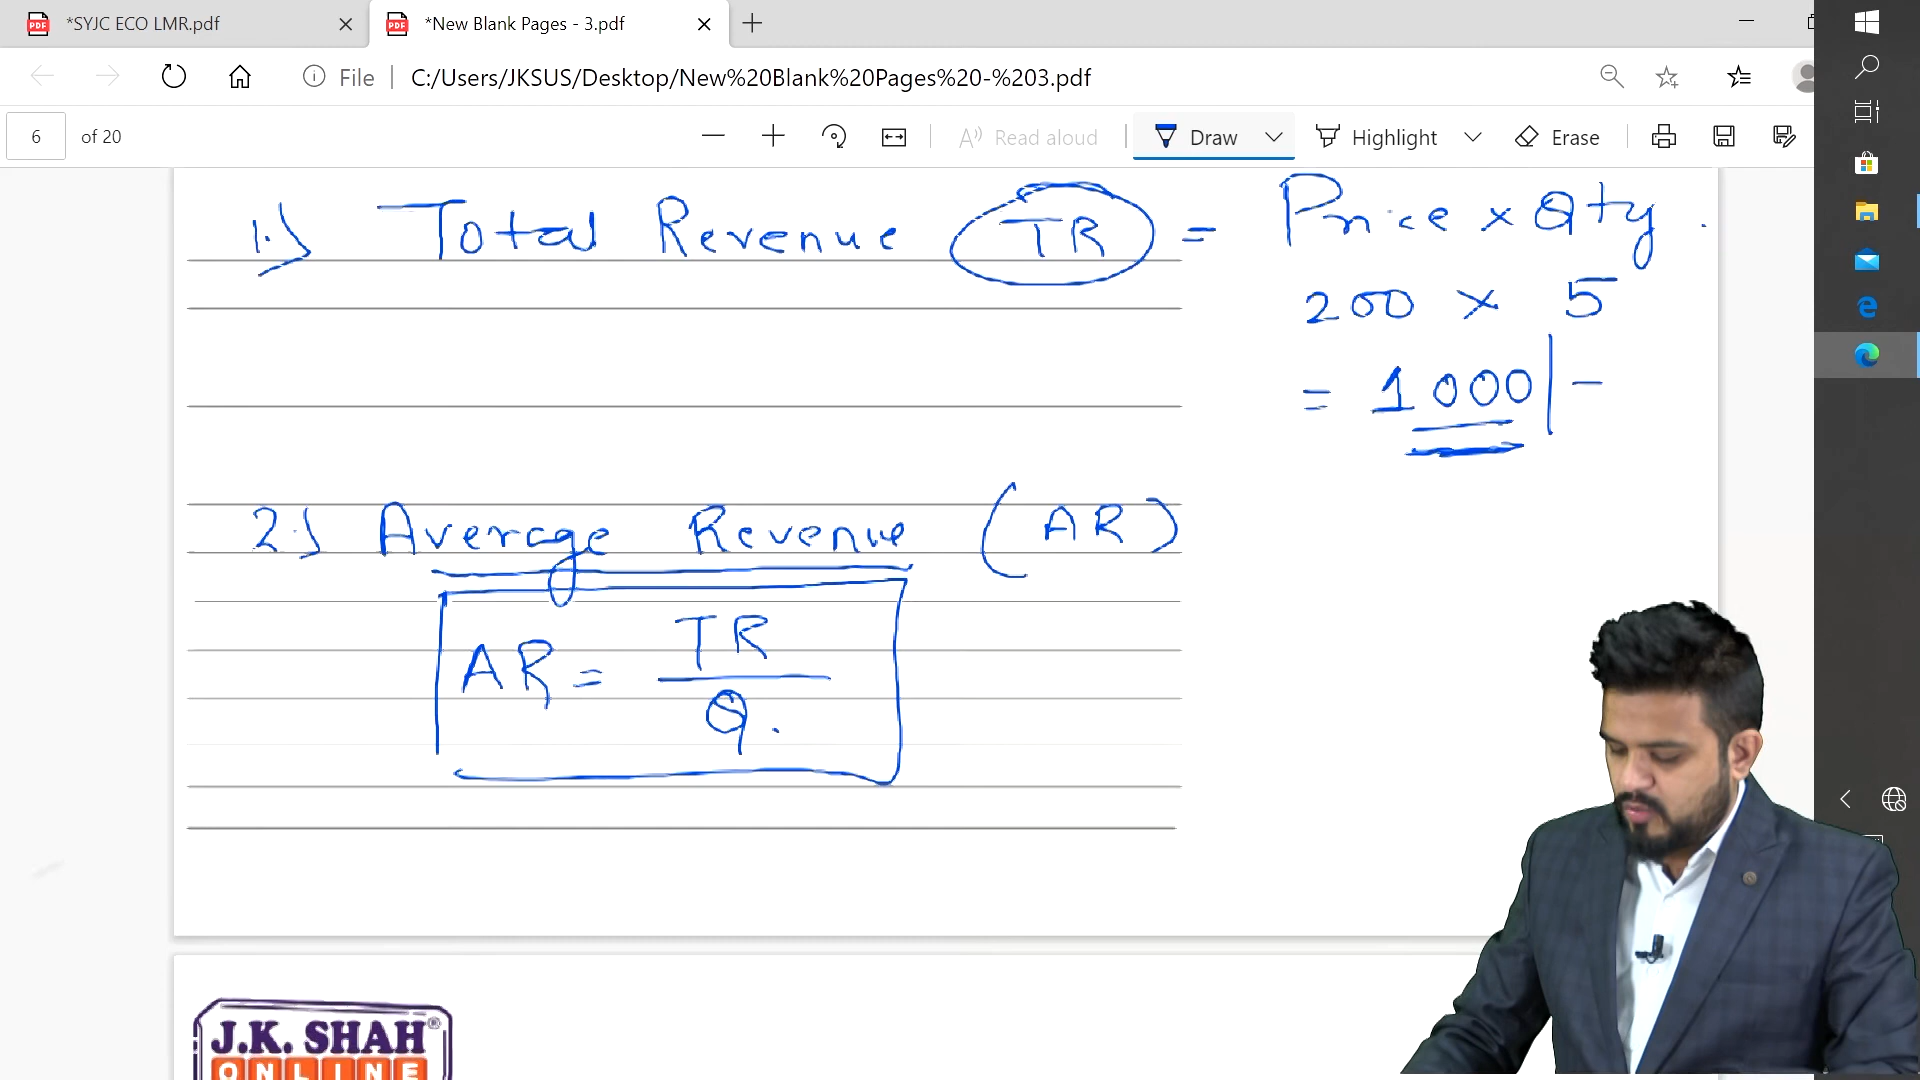 *SYJC ECO LMR.pdf
*New Blank Pages - 3.pdf
File
C:/Users/JKSUS/Desktop/New%20Blank%20Pages%20-%203.pdf
6 of 20
Read aloud
Draw
Highlight
Erase
1.) Total Revenue (TR) = Price x Qty.
200 x 5
= 1000/-
2.) Average Revenue (AR)
AR = TR
Q.
J.K. SHAH®
ONLINE